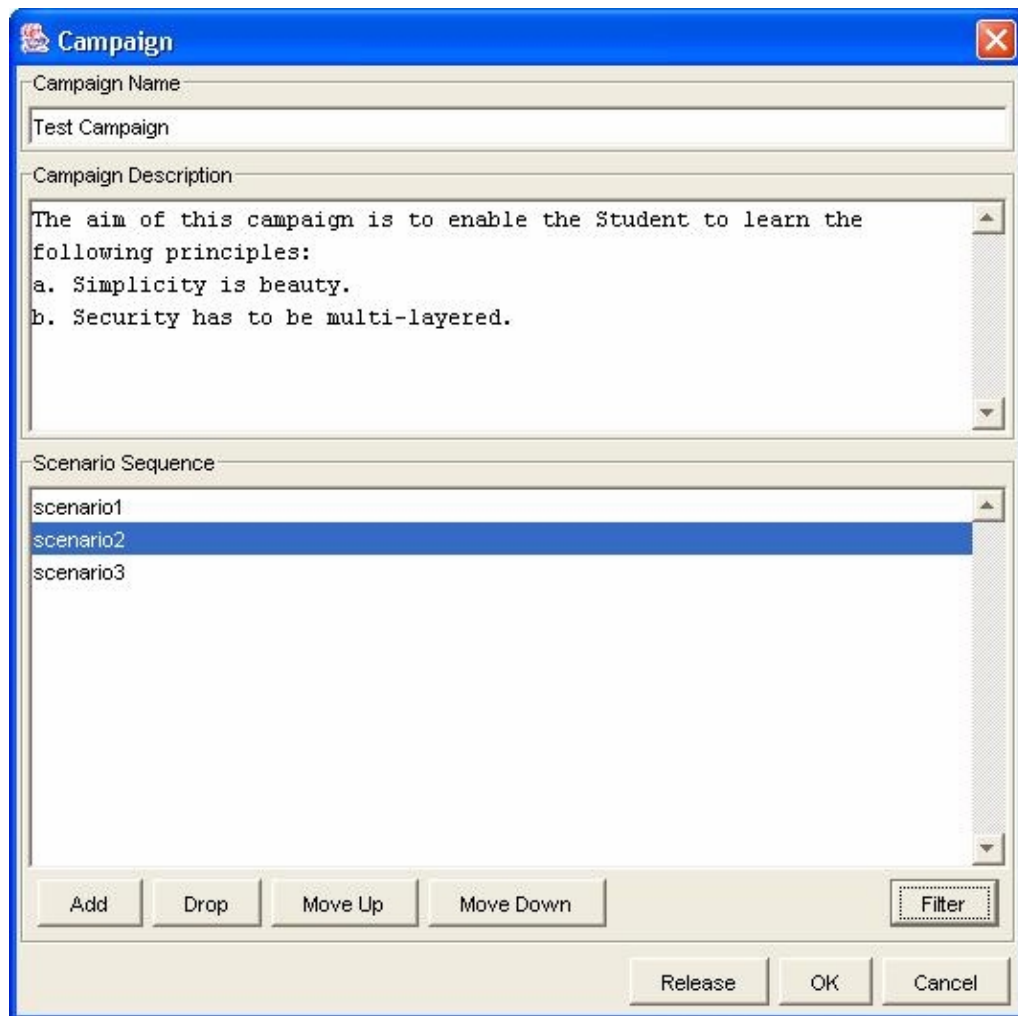 Campaign
Campaign Name
Test Campaign
Campaign Description
The aim of this campaign is to enable the Student to learn the
following principles:
a. Simplicity is beauty.
b. Security has to be multi-layered.
Scenario Sequence
scenario1
scenario2
scenario3
Add Drop Move Up Move Down Filter
Release OK Cancel